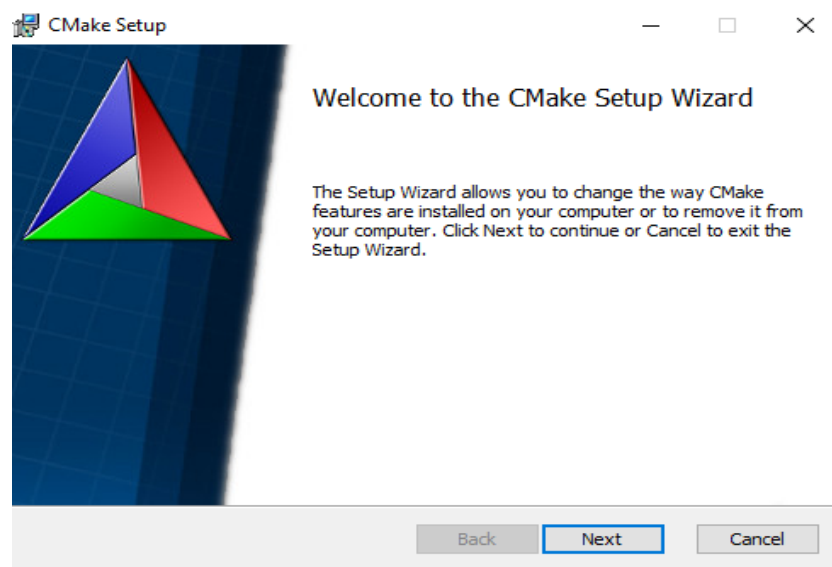 CMake Setup
Welcome to the CMake Setup Wizard
The Setup Wizard allows you to change the way CMake
features are installed on your computer or to remove it from
your computer. Click Next to continue or Cancel to exit the
Setup Wizard.
Back Next Cancel